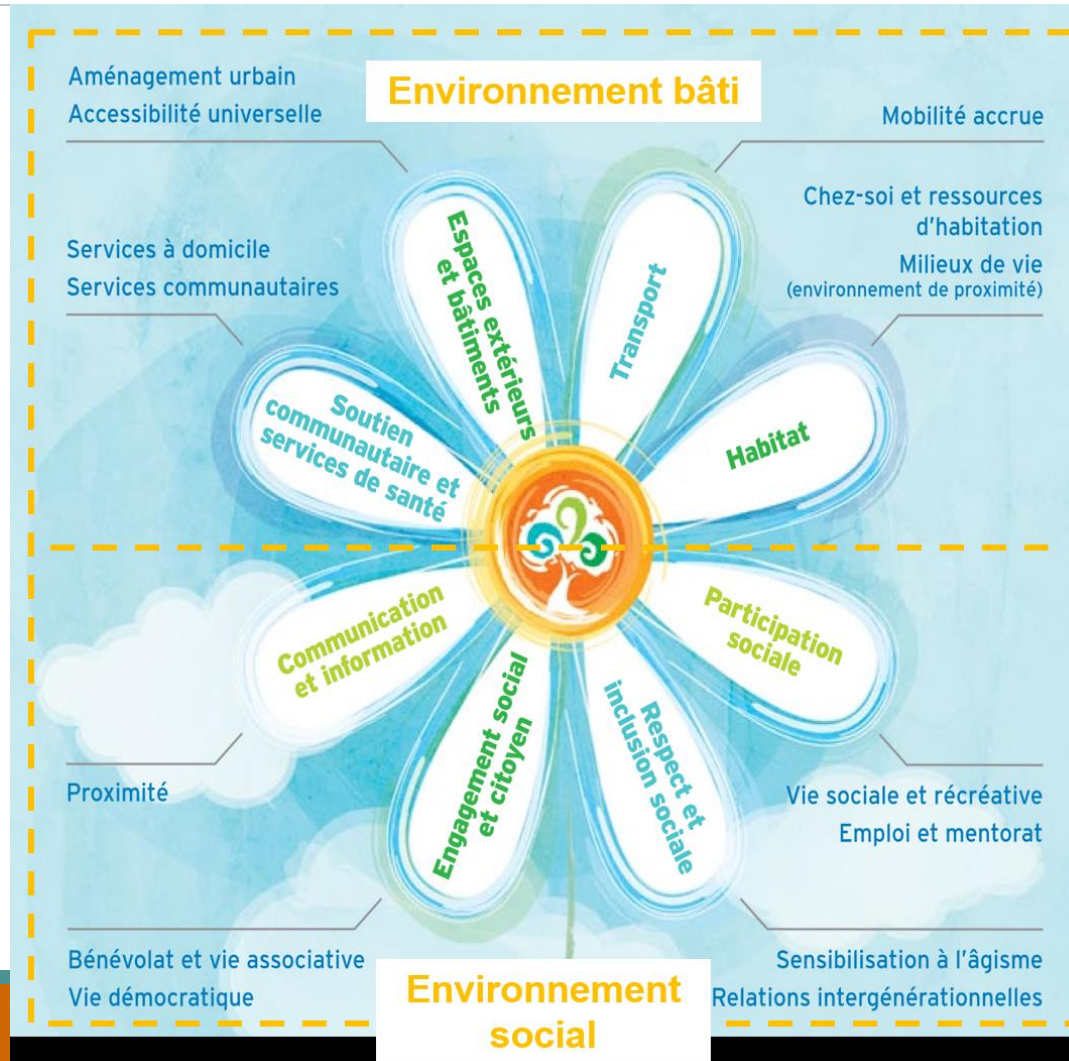 Environnement bâti
Aménagement urbain
Accessibilité universelle
Mobilité accrue
Services à domicile
Services communautaires
Chez-soi et ressources
d'habitation
Milieux de vie
(environnement de proximité)
Espaces extérieurs
et bâtiments
Transport
Soutien
communautaire et
services de santé
Habitat
Communication
et information
Participation
sociale
Engagement social
et citoyen
Respect et
inclusion sociale
Proximité
Vie sociale et récréative
Emploi et mentorat
Bénévolat et vie associative
Vie démocratique
Sensibilisation à l'âgisme
Relations intergénérationnelles
Environnement
social